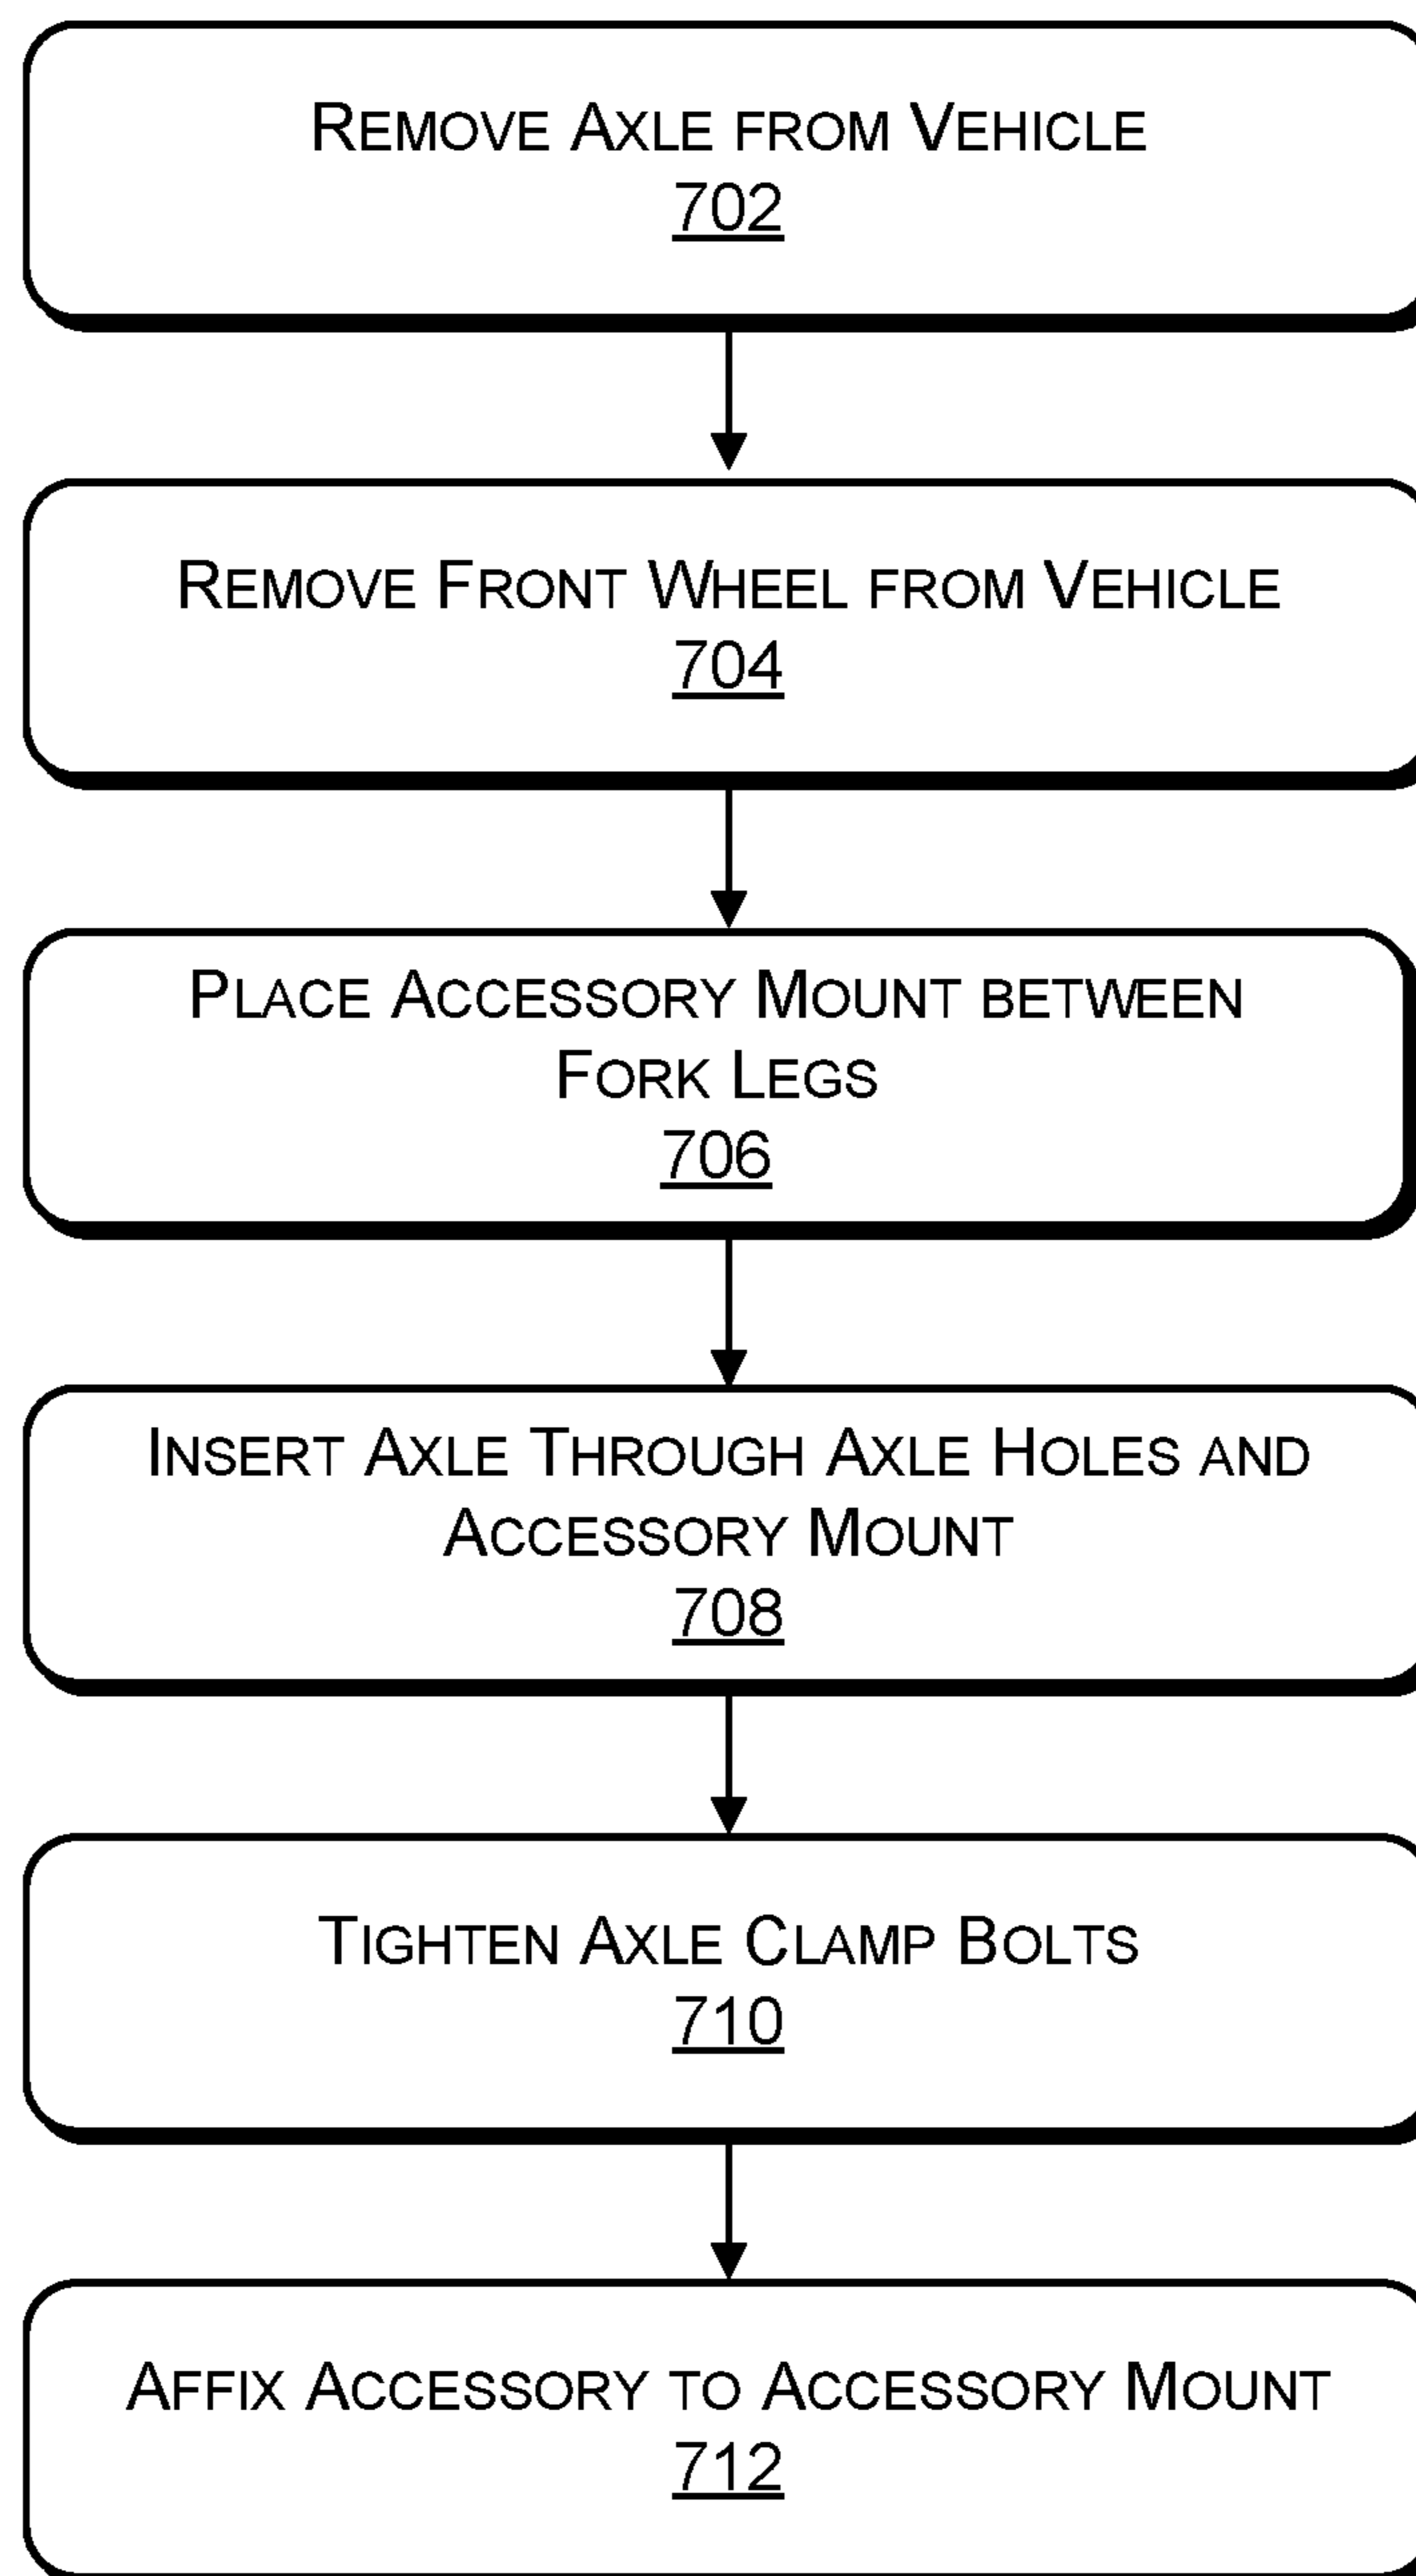 Remove Axle from Vehicle
702
Remove Front Wheel from Vehicle
704
Place Accessory Mount between
Fork Legs
706
Insert Axle Through Axle Holes and
Accessory Mount
708
Tighten Axle Clamp Bolts
710
Affix Accessory to Accessory Mount
712